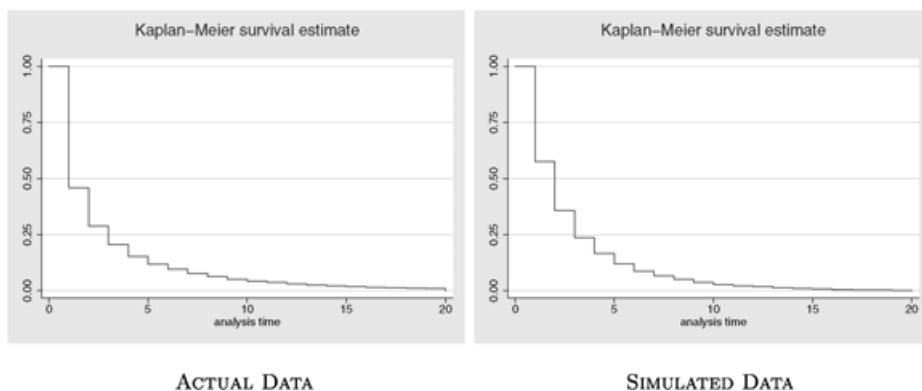 Kaplan−Meier survival estimate
1.00
0.75
0.50
0.25
0.00
0 5 10 15 20
analysis time
ACTUAL DATA
Kaplan−Meier survival estimate
1.00
0.75
0.50
0.25
0.00
0 5 10 15 20
analysis time
SIMULATED DATA